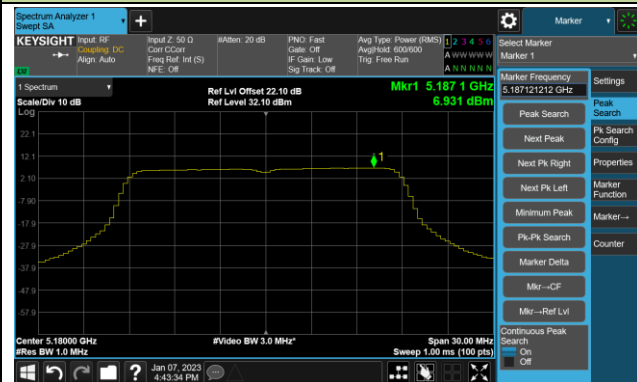 Spectrum Analyzer 1
Swept SA
Marker
KEYSIGHT
Input: RF
Coupling: DC
Align: Auto
Input Z: 50 Ω
Corr CCorr
Freq Ref: Int (S)
NFE: Off
#Atten: 20 dB
PNO: Fast
Gate: Off
IF Gain: Low
Sig Track: Off
Avg Type: Power (RMS)
Avg|Hold: 600/600
Trig: Free Run
1 2 3 4 5 6
A W W W W W
A N N N N N
LXI
1 Spectrum
Scale/Div 10 dB
Log
Ref Lvl Offset 22.10 dB
Ref Level 32.10 dBm
Mkr1 5.187 1 GHz
6.931 dBm
22.1
12.1
2.10
-7.90
-17.9
-27.9
-37.9
-47.9
-57.9
1
Center 5.18000 GHz
#Res BW 1.0 MHz
#Video BW 3.0 MHz*
Span 30.00 MHz
Sweep 1.00 ms (100 pts)
Jan 07, 2023
4:43:34 PM
Select Marker
Marker 1
Marker Frequency
5.187121212 GHz
Peak Search
Next Peak
Next Pk Right
Next Pk Left
Minimum Peak
Pk-Pk Search
Marker Delta
Mkr→CF
Mkr→Ref Lvl
Continuous Peak
Search
On
Off
Settings
Peak
Search
Pk Search
Config
Properties
Marker
Function
Marker→
Counter